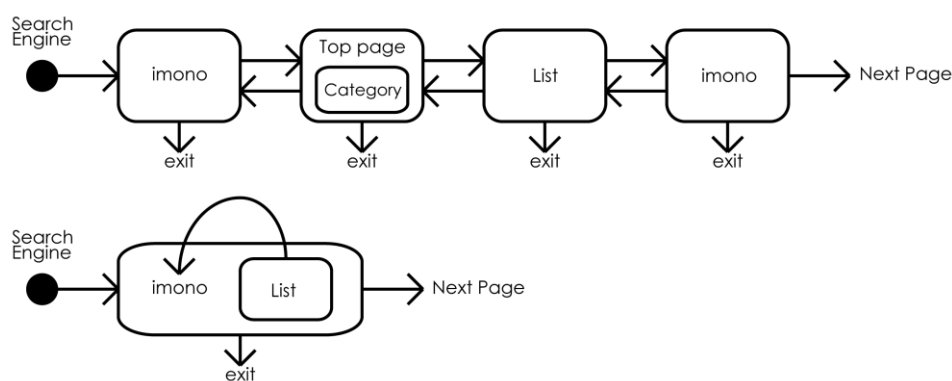 Search
Engine
imono
Top page
Category
List
imono
Next Page
exit
exit
exit
exit
Search
Engine
imono
List
Next Page
exit